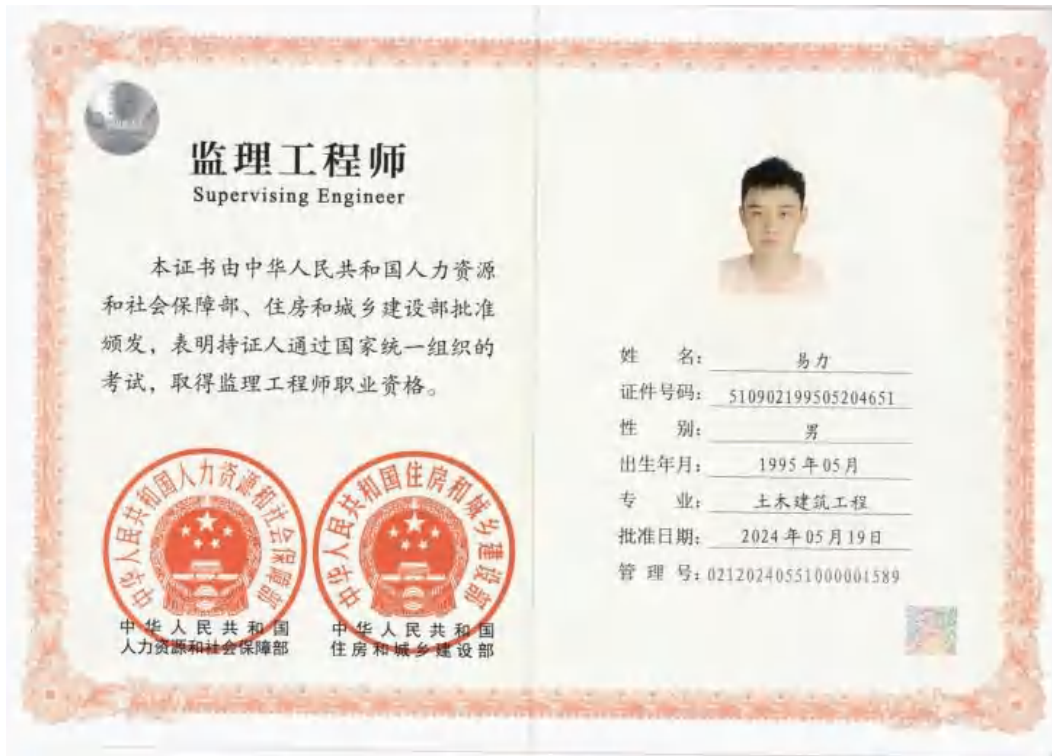 监理工程师
Supervising Engineer
本证书由中华人民共和国人力资源
和社会保障部、住房和城乡建设部批准
颁发，表明持证人通过国家统一组织的
考试，取得监理工程师职业资格。
中华人民共和国人力资源和社会保障部
中华人民共和国住房和城乡建设部
中华人民共和国
人力资源和社会保障部
中华人民共和国
住房和城乡建设部
姓 名： 易力
证件号码： 510902199505204651
性 别： 男
出生年月： 1995年05月
专 业： 土木建筑工程
批准日期： 2024年05月19日
管 理 号：02120240551000001589